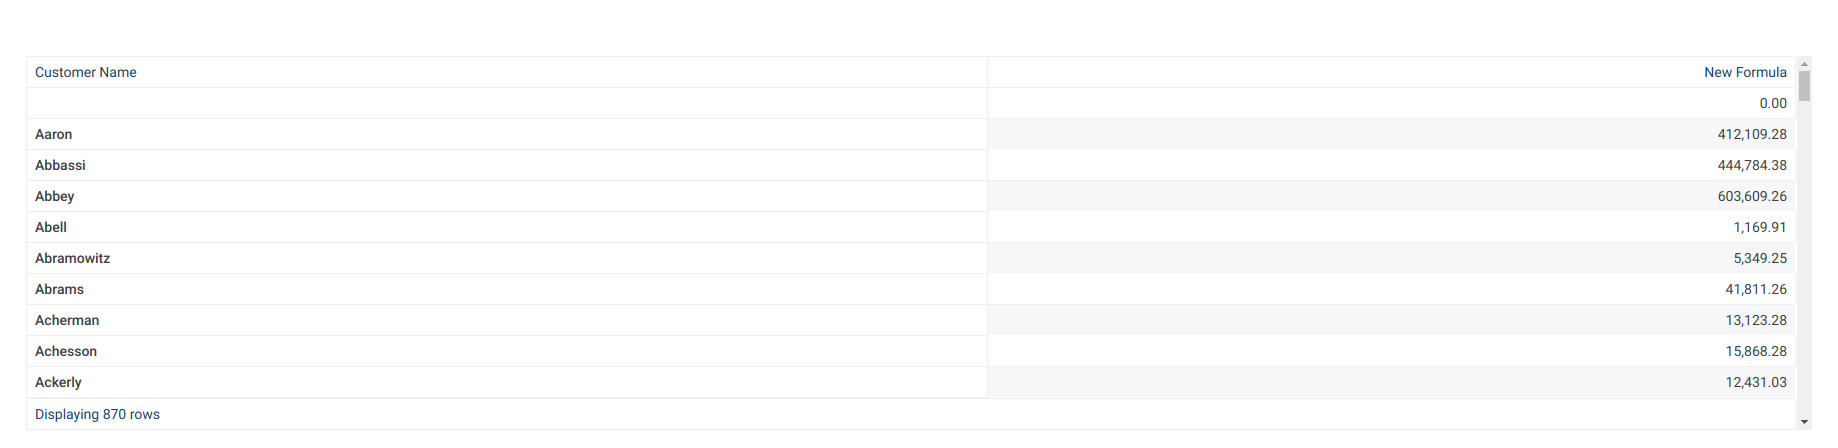 Customer Name New Formula
0.00
Aaron 412,109.28
Abbassi 444,784.38
Abbey 603,609.26
Abell 1,169.91
Abramowitz 5,349.25
Abrams 41,811.26
Acherman 13,123.28
Achesson 15,868.28
Ackerly 12,431.03
Displaying 870 rows